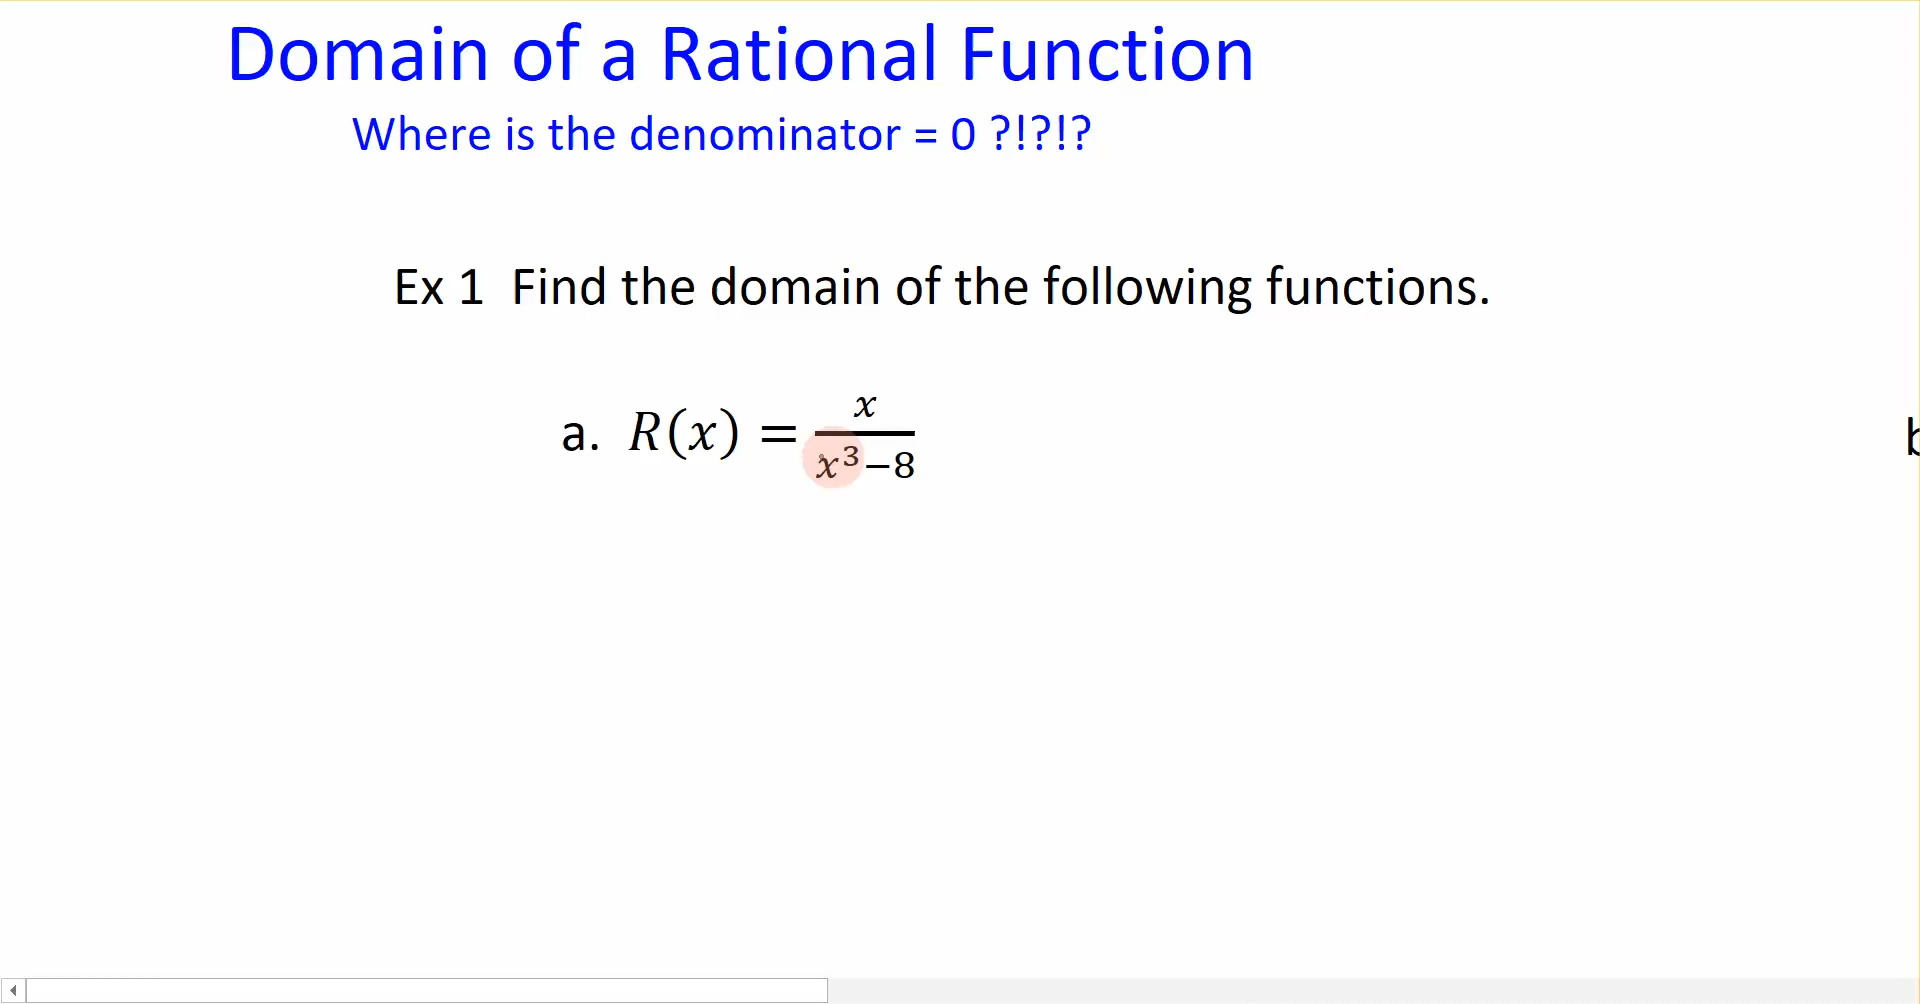 Domain of a Rational Function
Where is the denominator = 0 ?!?!?
Ex 1 Find the domain of the following functions.
a. R(x) = x/(x³−8)